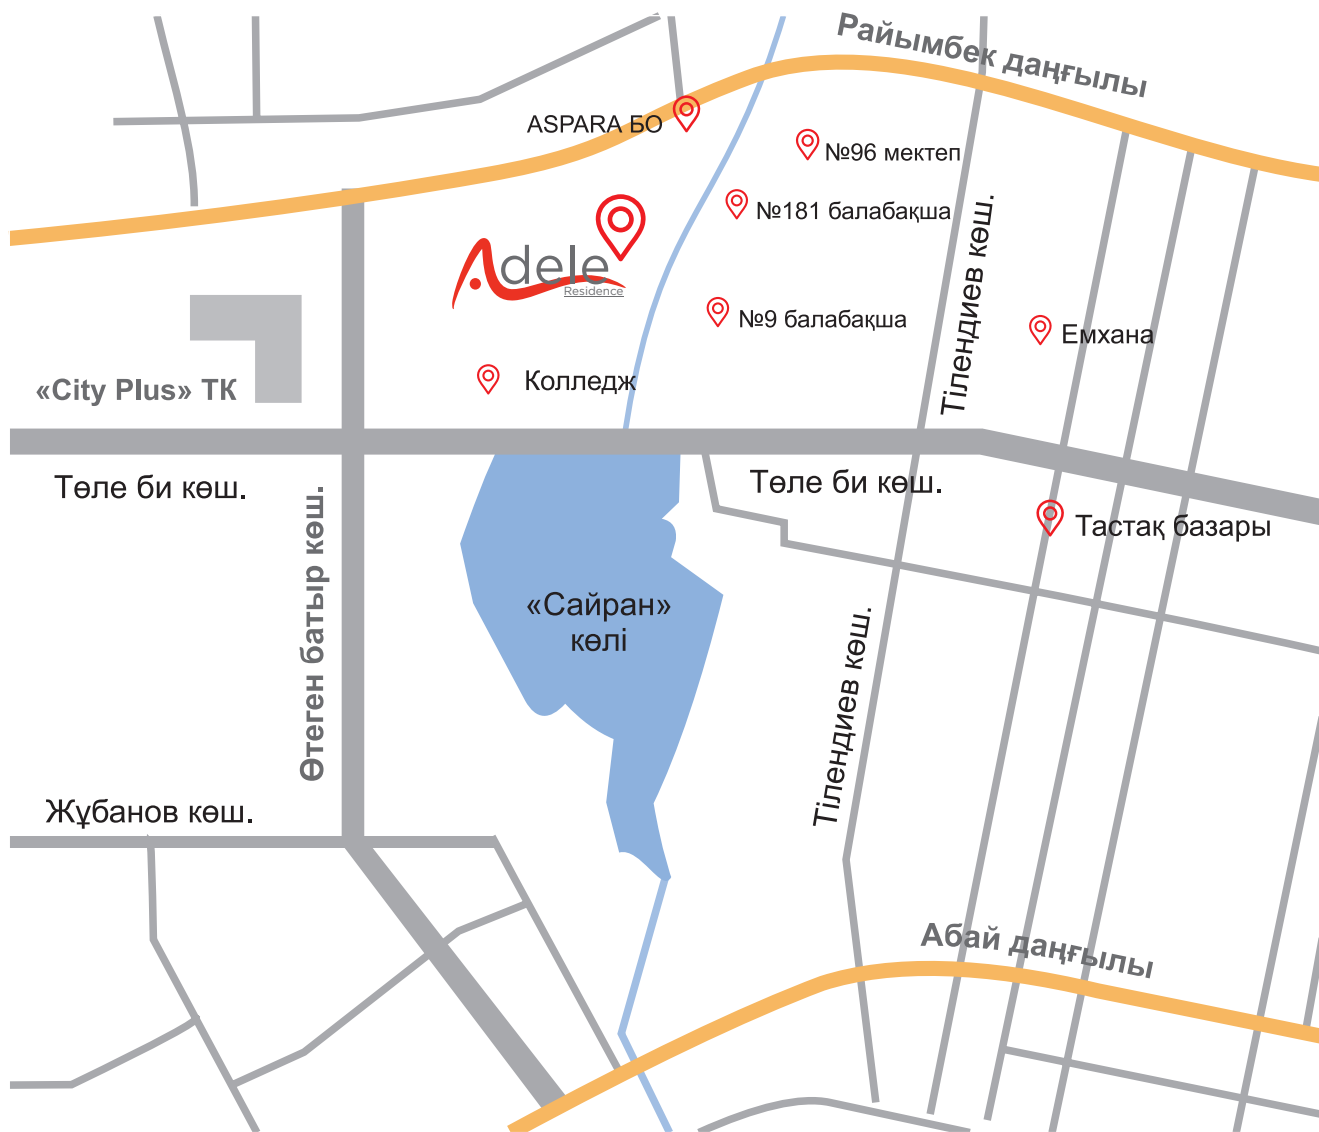 Райымбек даңғылы
ASPARA БО
№96 мектеп
№181 балабақша
Adele
Residence
Тілендиев көш.
№9 балабақша
Емхана
«City Plus» ТК
Колледж
Төле би көш.
Төле би көш.
Өтеген батыр көш.
Тастақ базары
«Сайран»
көлі
Тілендиев көш.
Жұбанов көш.
Абай даңғылы